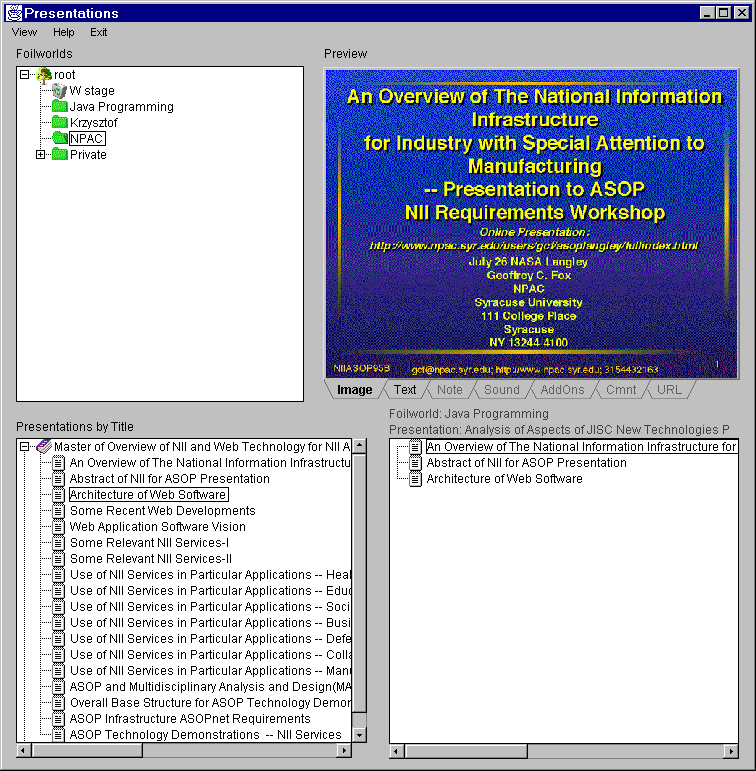 Presentations
View Help Exit
Foilworlds
root
W stage
Java Programming
Krzysztof
NPAC
Private
Preview
An Overview of The National Information
Infrastructure
for Industry with Special Attention to
Manufacturing
-- Presentation to ASOP
NII Requirements Workshop
Online Presentation:
http://www.npac.syr.edu/users/gcf/asoplangley/fullindex.html
July 26 NASA Langley
Geoffrey C. Fox
NPAC
Syracuse University
111 College Place
Syracuse
NY 13244-4100
NIIASOP95B gcf@npac.syr.edu; http://www.npac.syr.edu; 3154432163 1
Image Text Note Sound AddOns Cmnt URL
Presentations by Title
Master of Overview of NII and Web Technology for NII A
An Overview of The National Information Infrastructu
Abstract of NII for ASOP Presentation
Architecture of Web Software
Some Recent Web Developments
Web Application Software Vision
Some Relevant NII Services-I
Some Relevant NII Services-II
Use of NII Services in Particular Applications -- Heal
Use of NII Services in Particular Applications -- Educ
Use of NII Services in Particular Applications -- Soci
Use of NII Services in Particular Applications -- Busi
Use of NII Services in Particular Applications -- Defe
Use of NII Services in Particular Applications -- Colla
Use of NII Services in Particular Applications -- Manu
ASOP and Multidisciplinary Analysis and Design(MA
Overall Base Structure for ASOP Technology Demor
ASOP Infrastructure ASOPnet Requirements
ASOP Technology Demonstrations -- NII Services
Foilworld: Java Programming
Presentation: Analysis of Aspects of JISC New Technologies P
An Overview of The National Information Infrastructure for
Abstract of NII for ASOP Presentation
Architecture of Web Software